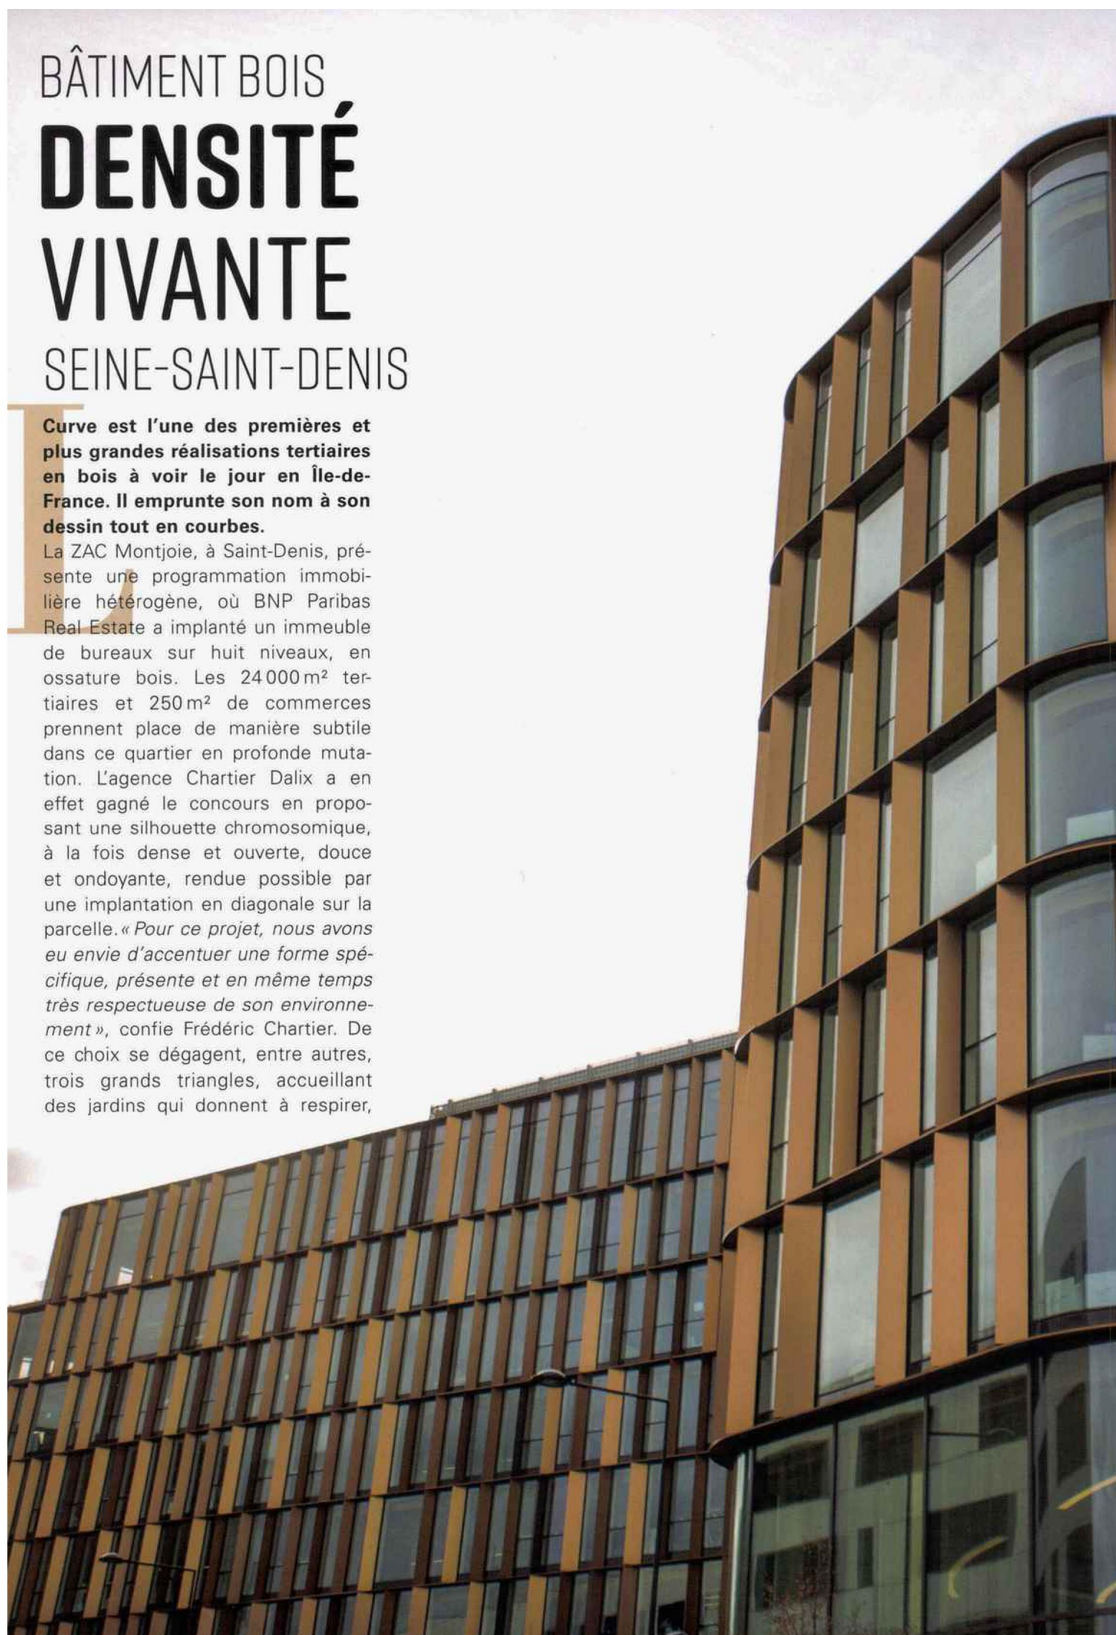 BÂTIMENT BOIS
DENSITÉ
VIVANTE
SEINE-SAINT-DENIS
L
Curve est l'une des premières et
plus grandes réalisations tertiaires
en bois à voir le jour en Île-de-
France. Il emprunte son nom à son
dessin tout en courbes.
La ZAC Montjoie, à Saint-Denis, pré-
sente une programmation immobi-
lière hétérogène, où BNP Paribas
Real Estate a implanté un immeuble
de bureaux sur huit niveaux, en
ossature bois. Les 24 000 m² ter-
tiaires et 250 m² de commerces
prennent place de manière subtile
dans ce quartier en profonde muta-
tion. L'agence Chartier Dalix a en
effet gagné le concours en propo-
sant une silhouette chromosomique,
à la fois dense et ouverte, douce
et ondoyante, rendue possible par
une implantation en diagonale sur la
parcelle. « Pour ce projet, nous avons
eu envie d'accentuer une forme spé-
cifique, présente et en même temps
très respectueuse de son environne-
ment », confie Frédéric Chartier. De
ce choix se dégagent, entre autres,
trois grands triangles, accueillant
des jardins qui donnent à respirer,